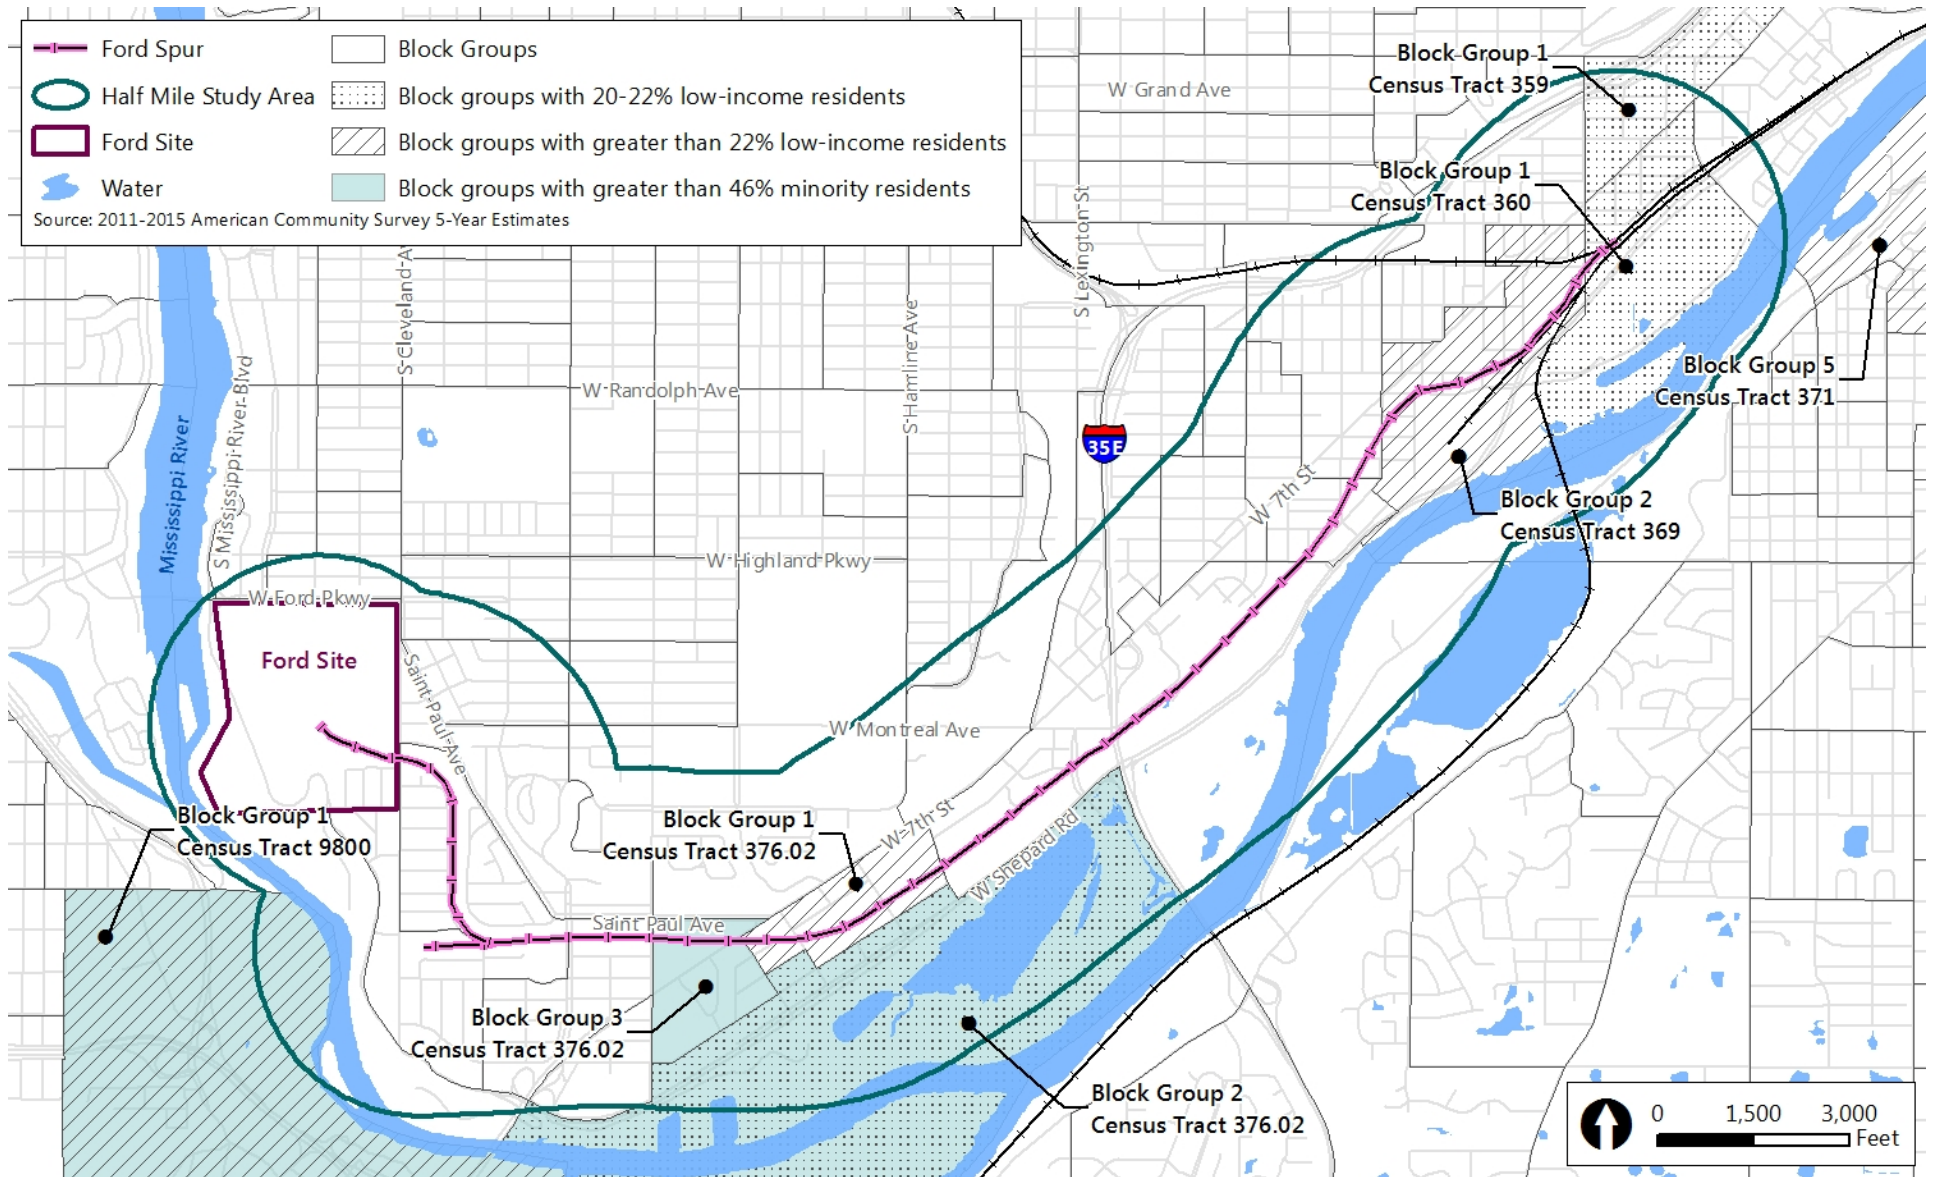 Ford Spur
Half Mile Study Area
Ford Site
Water
Block Groups
Block groups with 20-22% low-income residents
Block groups with greater than 22% low-income residents
Block groups with greater than 46% minority residents
Source: 2011-2015 American Community Survey 5-Year Estimates
Block Group 1
Census Tract 359
W Grand Ave
Block Group 1
Census Tract 360
S Lexington St
S Cleveland Av
S Hamline Ave
S Mississippi River Blvd
Mississippi River
W Randolph Ave
Block Group 5
Census Tract 371
35E
W 7th St
Block Group 2
Census Tract 369
W Highland Pkwy
W Ford Pkwy
Ford Site
Saint Paul Ave
W Montreal Ave
Block Group 1
Census Tract 9800
Block Group 1
Census Tract 376.02
W 7th St
W Shepard Rd
Saint Paul Ave
Block Group 3
Census Tract 376.02
Block Group 2
Census Tract 376.02
0 1,500 3,000
Feet